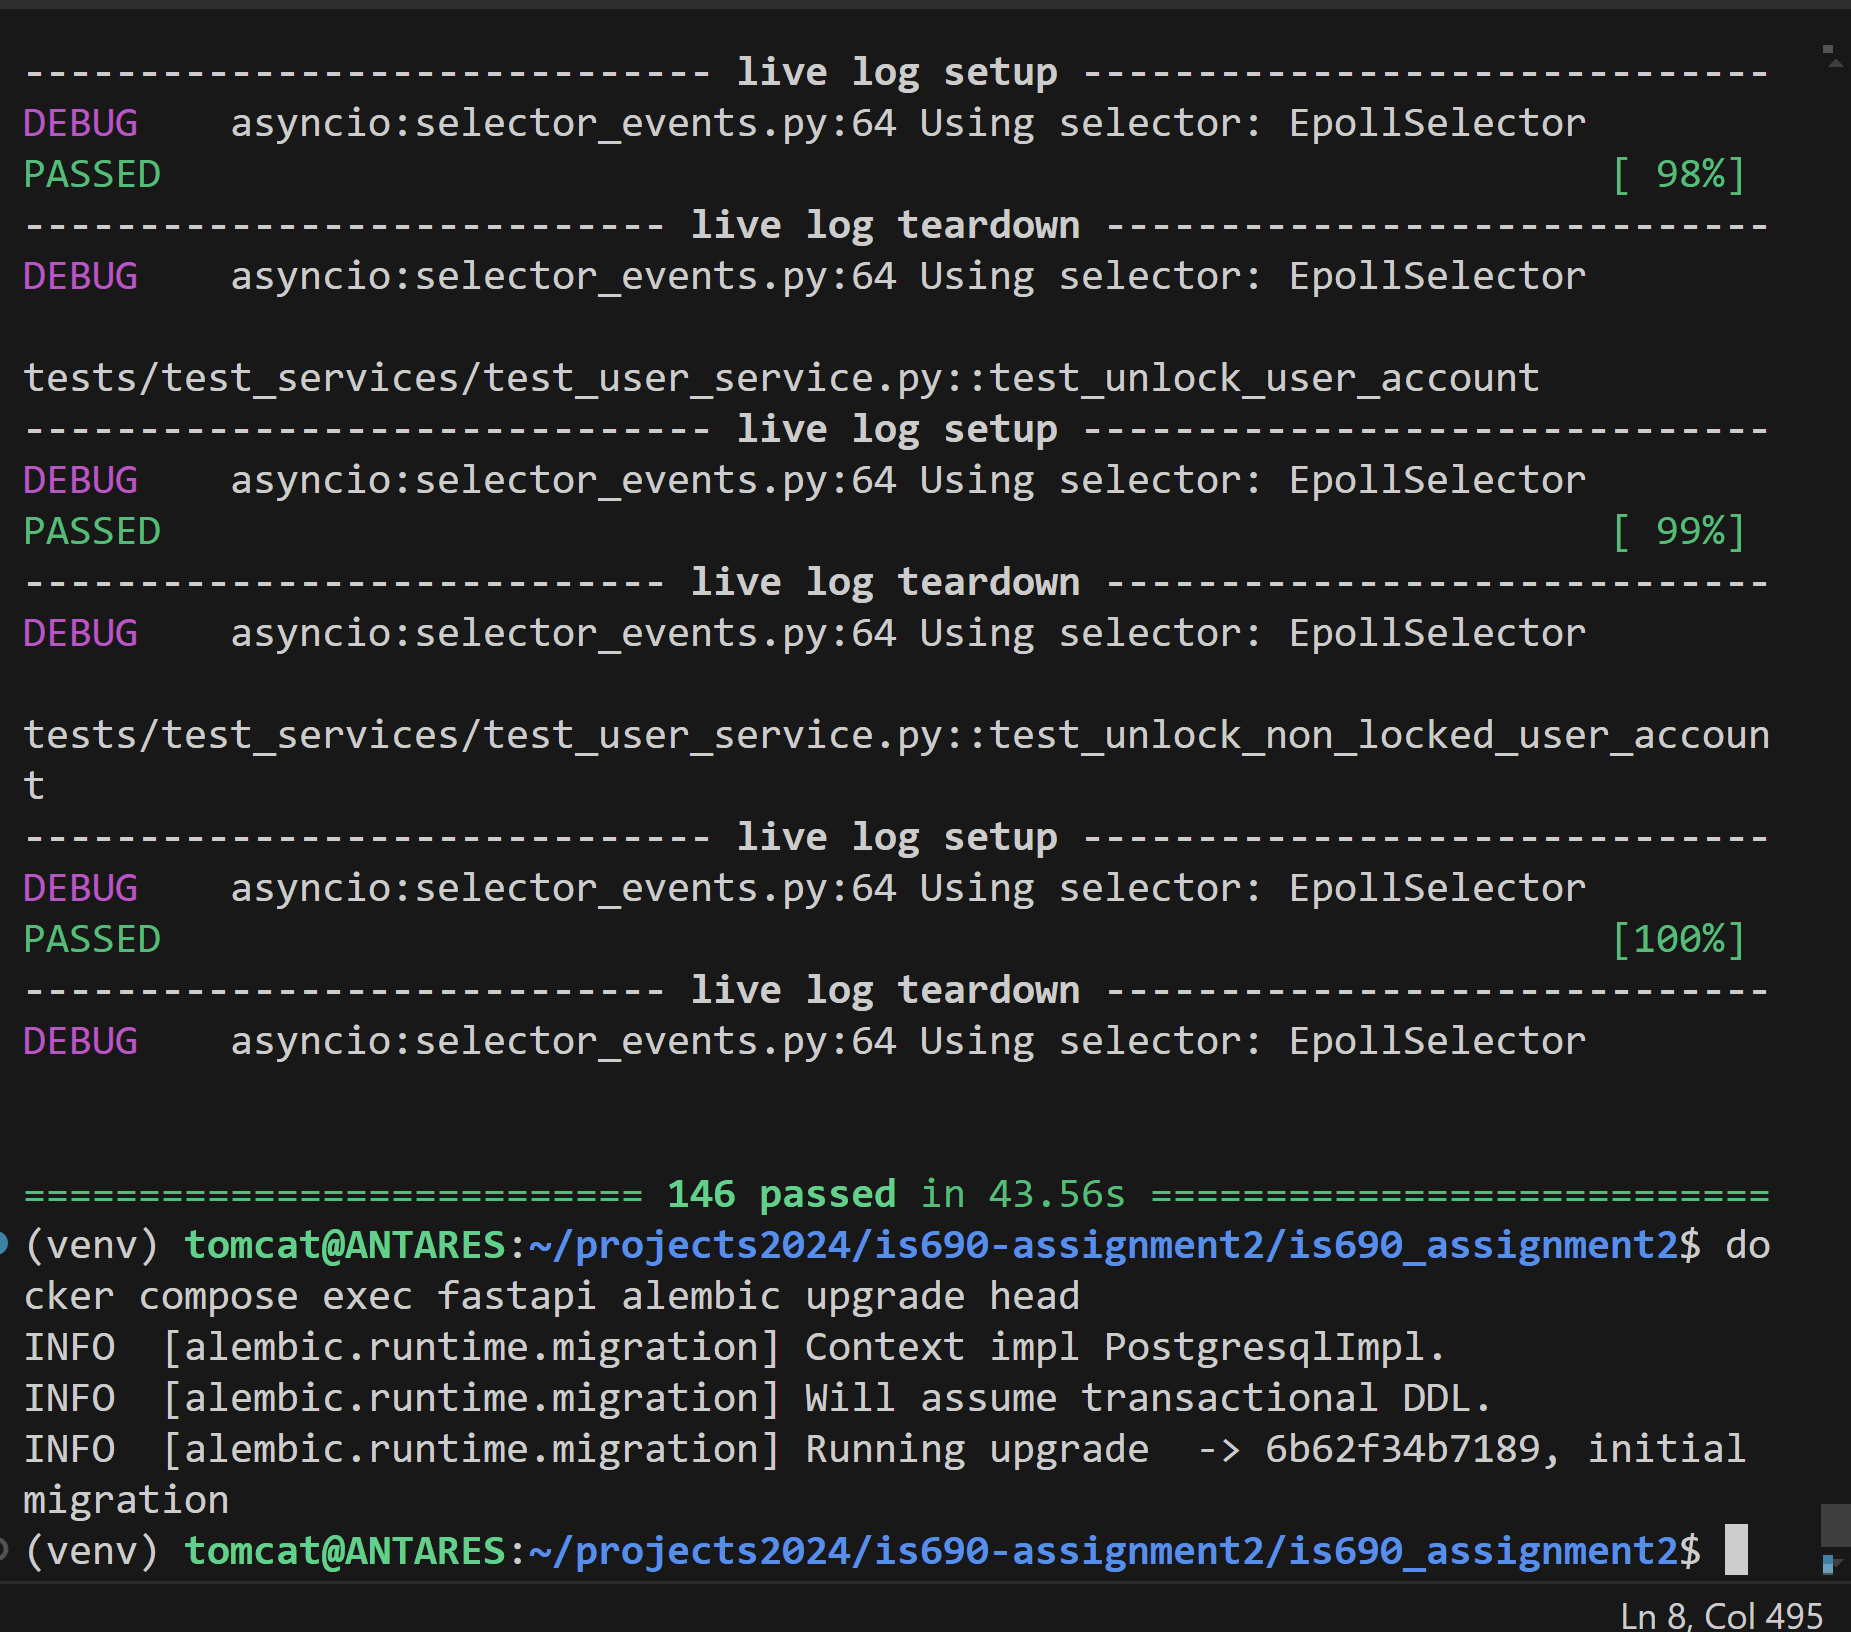 ------------------------------ live log setup ------------------------------
DEBUG    asyncio:selector_events.py:64 Using selector: EpollSelector
PASSED                                                               [ 98%]
---------------------------- live log teardown -----------------------------
DEBUG    asyncio:selector_events.py:64 Using selector: EpollSelector
tests/test_services/test_user_service.py::test_unlock_user_account
------------------------------ live log setup ------------------------------
DEBUG    asyncio:selector_events.py:64 Using selector: EpollSelector
PASSED                                                               [ 99%]
---------------------------- live log teardown -----------------------------
DEBUG    asyncio:selector_events.py:64 Using selector: EpollSelector
tests/test_services/test_user_service.py::test_unlock_non_locked_user_accoun
t
------------------------------ live log setup ------------------------------
DEBUG    asyncio:selector_events.py:64 Using selector: EpollSelector
PASSED                                                               [100%]
---------------------------- live log teardown -----------------------------
DEBUG    asyncio:selector_events.py:64 Using selector: EpollSelector
=========================== 146 passed in 43.56s ===========================
(venv) tomcat@ANTARES:~/projects2024/is690-assignment2/is690_assignment2$ do
cker compose exec fastapi alembic upgrade head
INFO  [alembic.runtime.migration] Context impl PostgresqlImpl.
INFO  [alembic.runtime.migration] Will assume transactional DDL.
INFO  [alembic.runtime.migration] Running upgrade  -> 6b62f34b7189, initial
migration
(venv) tomcat@ANTARES:~/projects2024/is690-assignment2/is690_assignment2$
Ln 8, Col 495